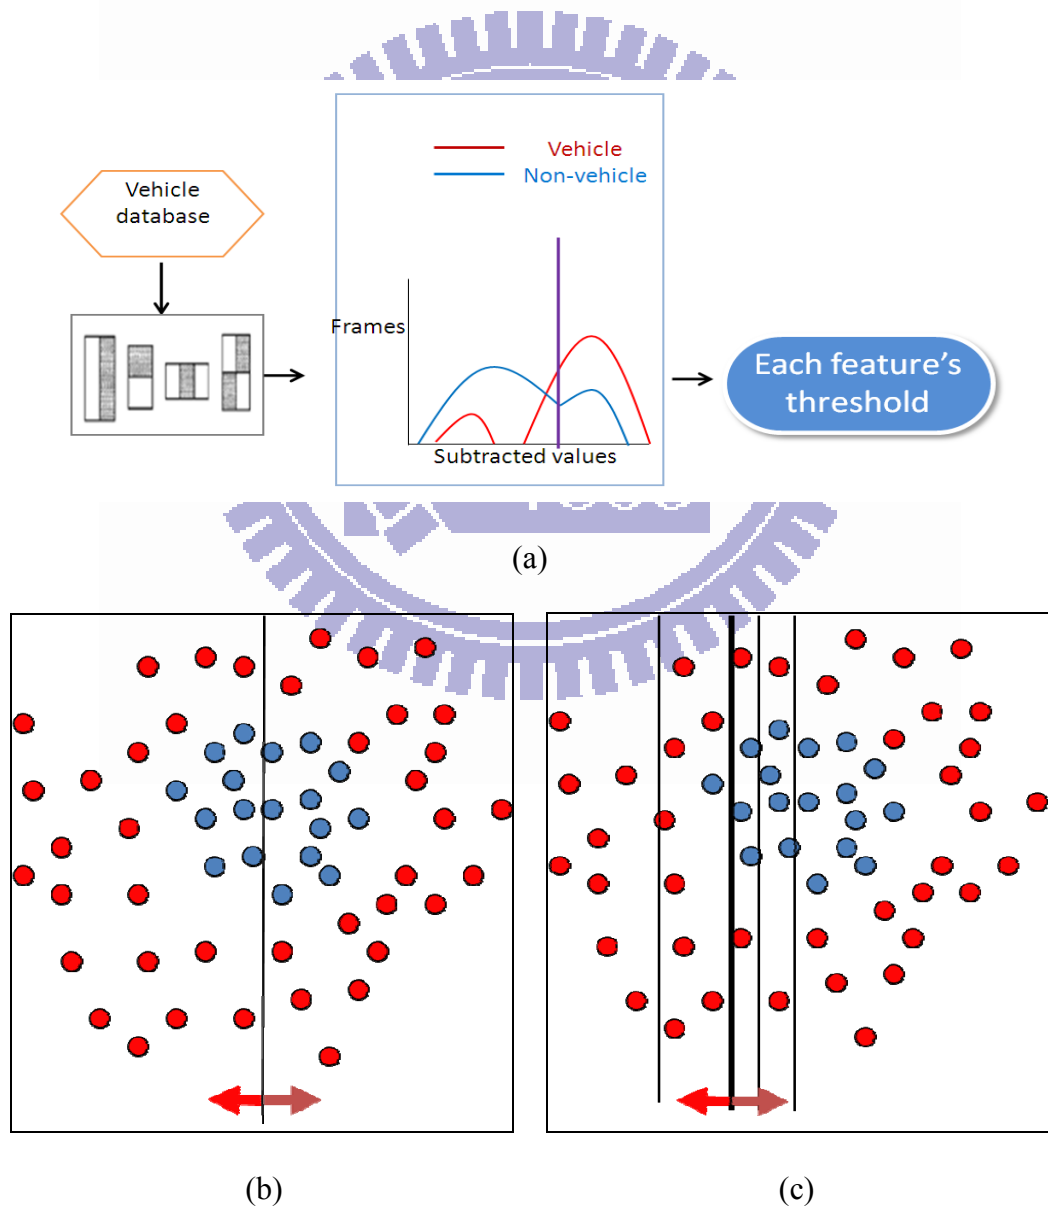 Vehicle
Non-vehicle
Vehicle
database
Frames
Subtracted values
Each feature's
threshold
(a)
(b)
(c)